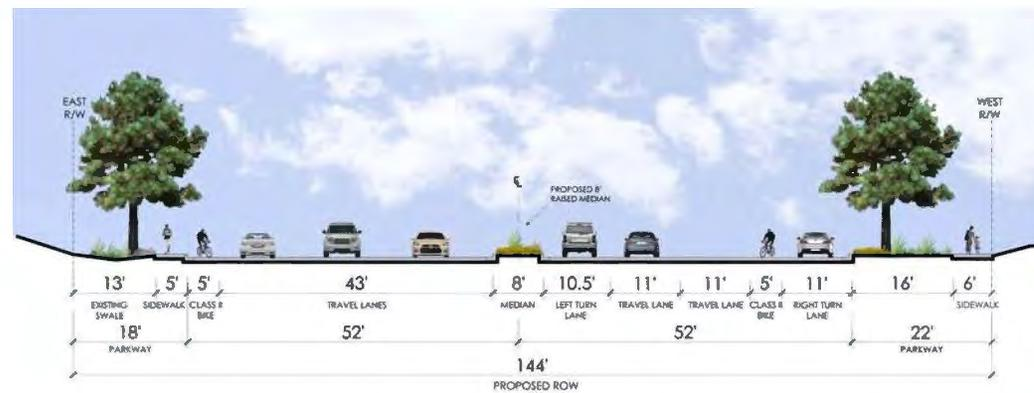 EAST
R/W
WEST
R/W
℄
PROPOSED 8'
RAISED MEDIAN
13' 5' 5' 43' 8' 10.5' 11' 11' 5' 11' 16' 6'
EXISTING SIDEWALK CLASS II TRAVEL LANES MEDIAN LEFT TURN TRAVEL LANE TRAVEL LANE CLASS II RIGHT TURN SIDEWALK
SWALE BIKE LANE BIKE LANE
18' 52' 52' 22'
PARKWAY PARKWAY
144'
PROPOSED ROW